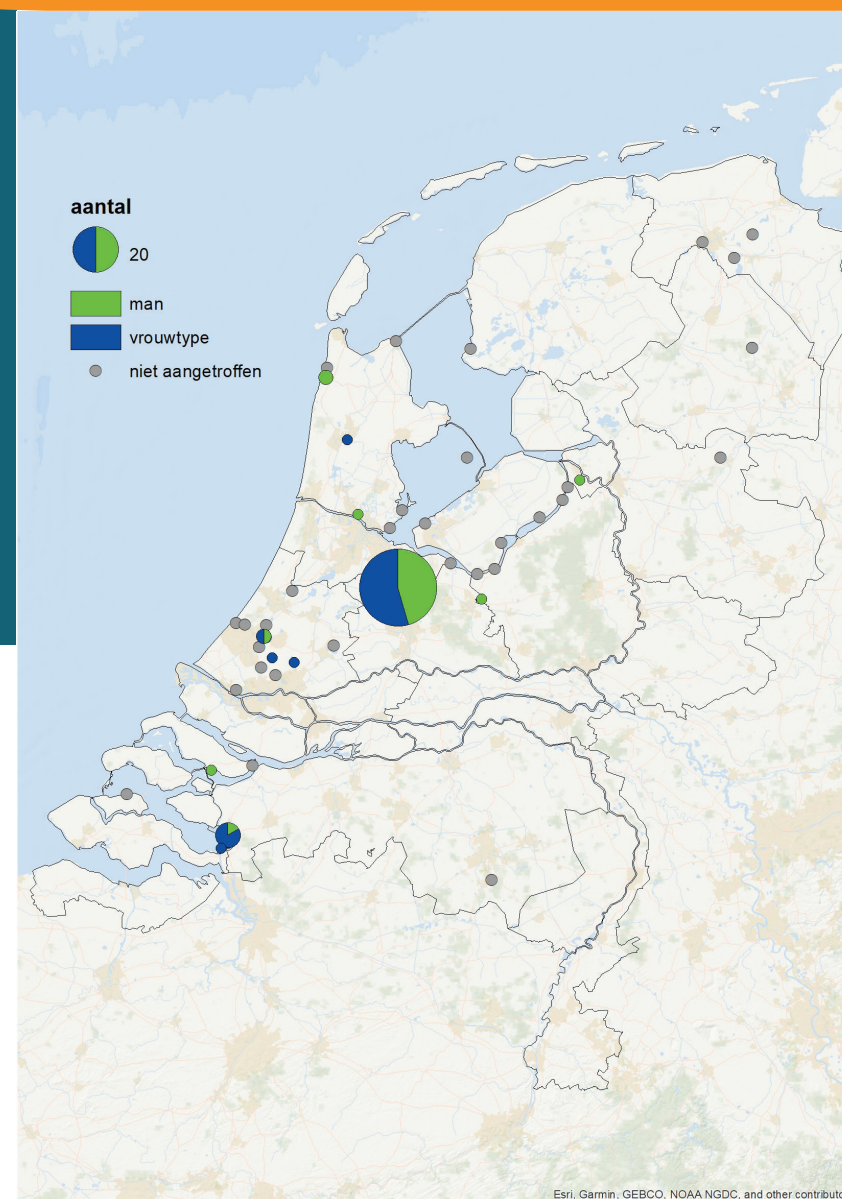 aantal
20
man
vrouwtype
niet aangetroffen
Esri, Garmin, GEBCO, NOAA NGDC, and other contributo